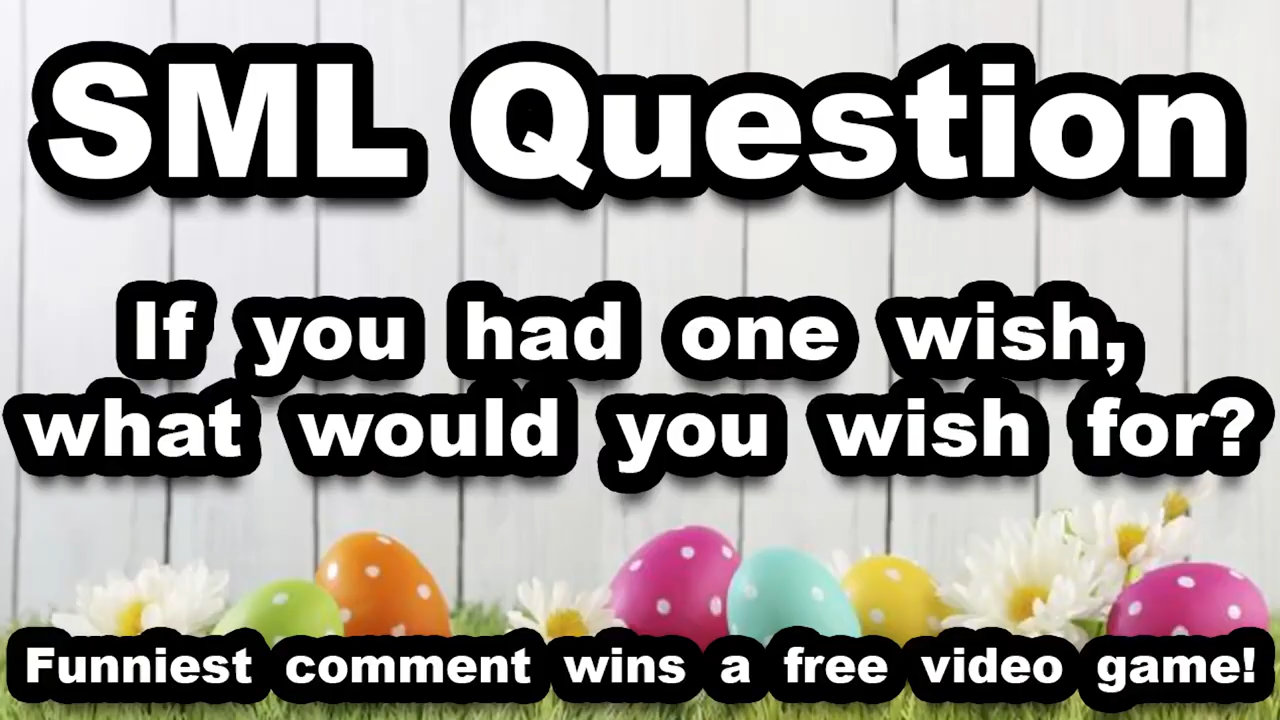 SML Question
If you had one wish,
what would you wish for?
Funniest comment wins a free video game!